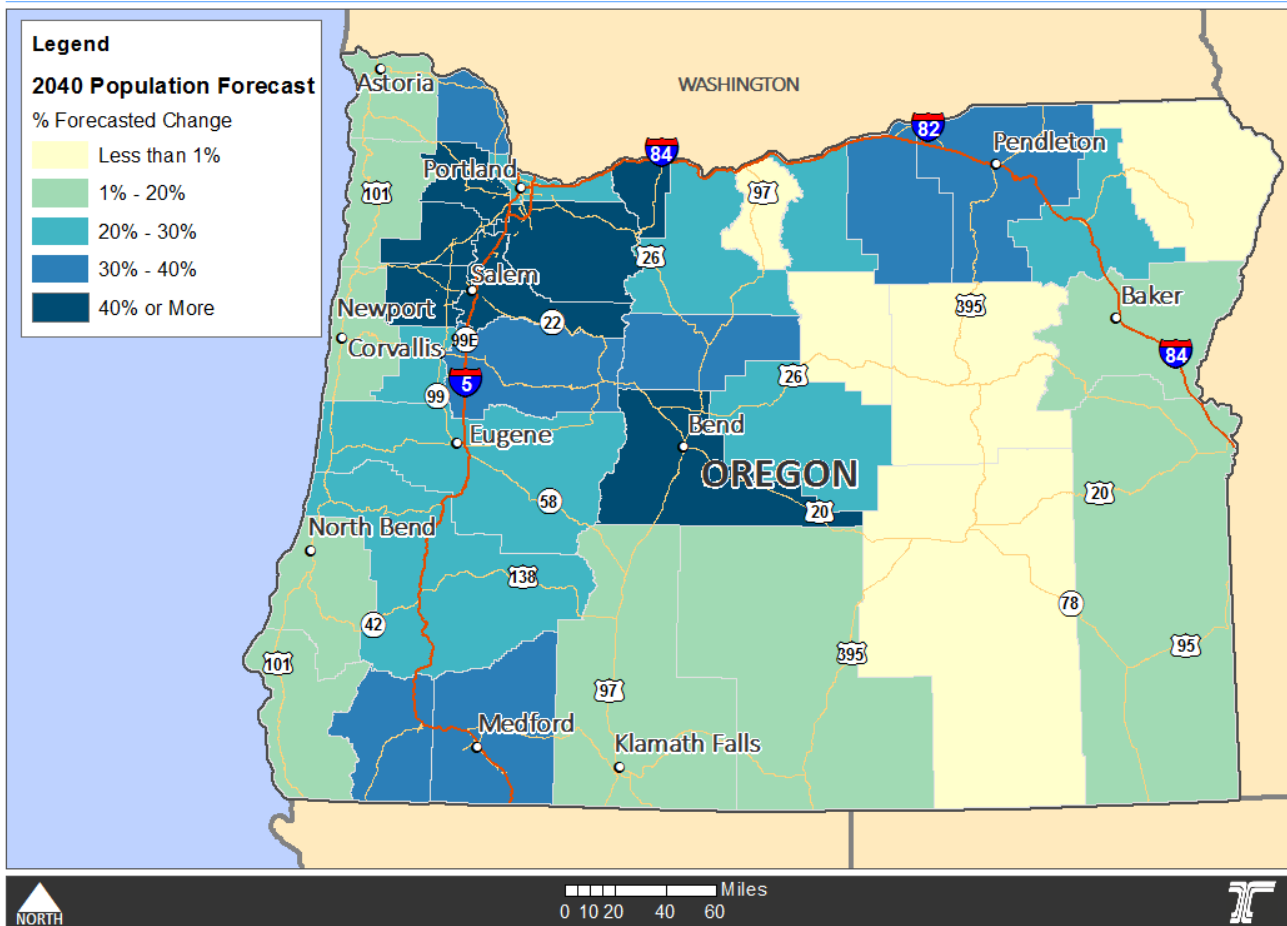 Legend
2040 Population Forecast
% Forecasted Change
Less than 1%
1% - 20%
20% - 30%
30% - 40%
40% or More
WASHINGTON
Astoria
Portland
84
82
Pendleton
101
97
26
Salem
395
Baker
Newport
22
Corvallis
99E
84
5
26
99
Bend
Eugene
OREGON
58
20
20
North Bend
138
78
42
101
395
95
97
Medford
Klamath Falls
NORTH
Miles
0 10 20 40 60